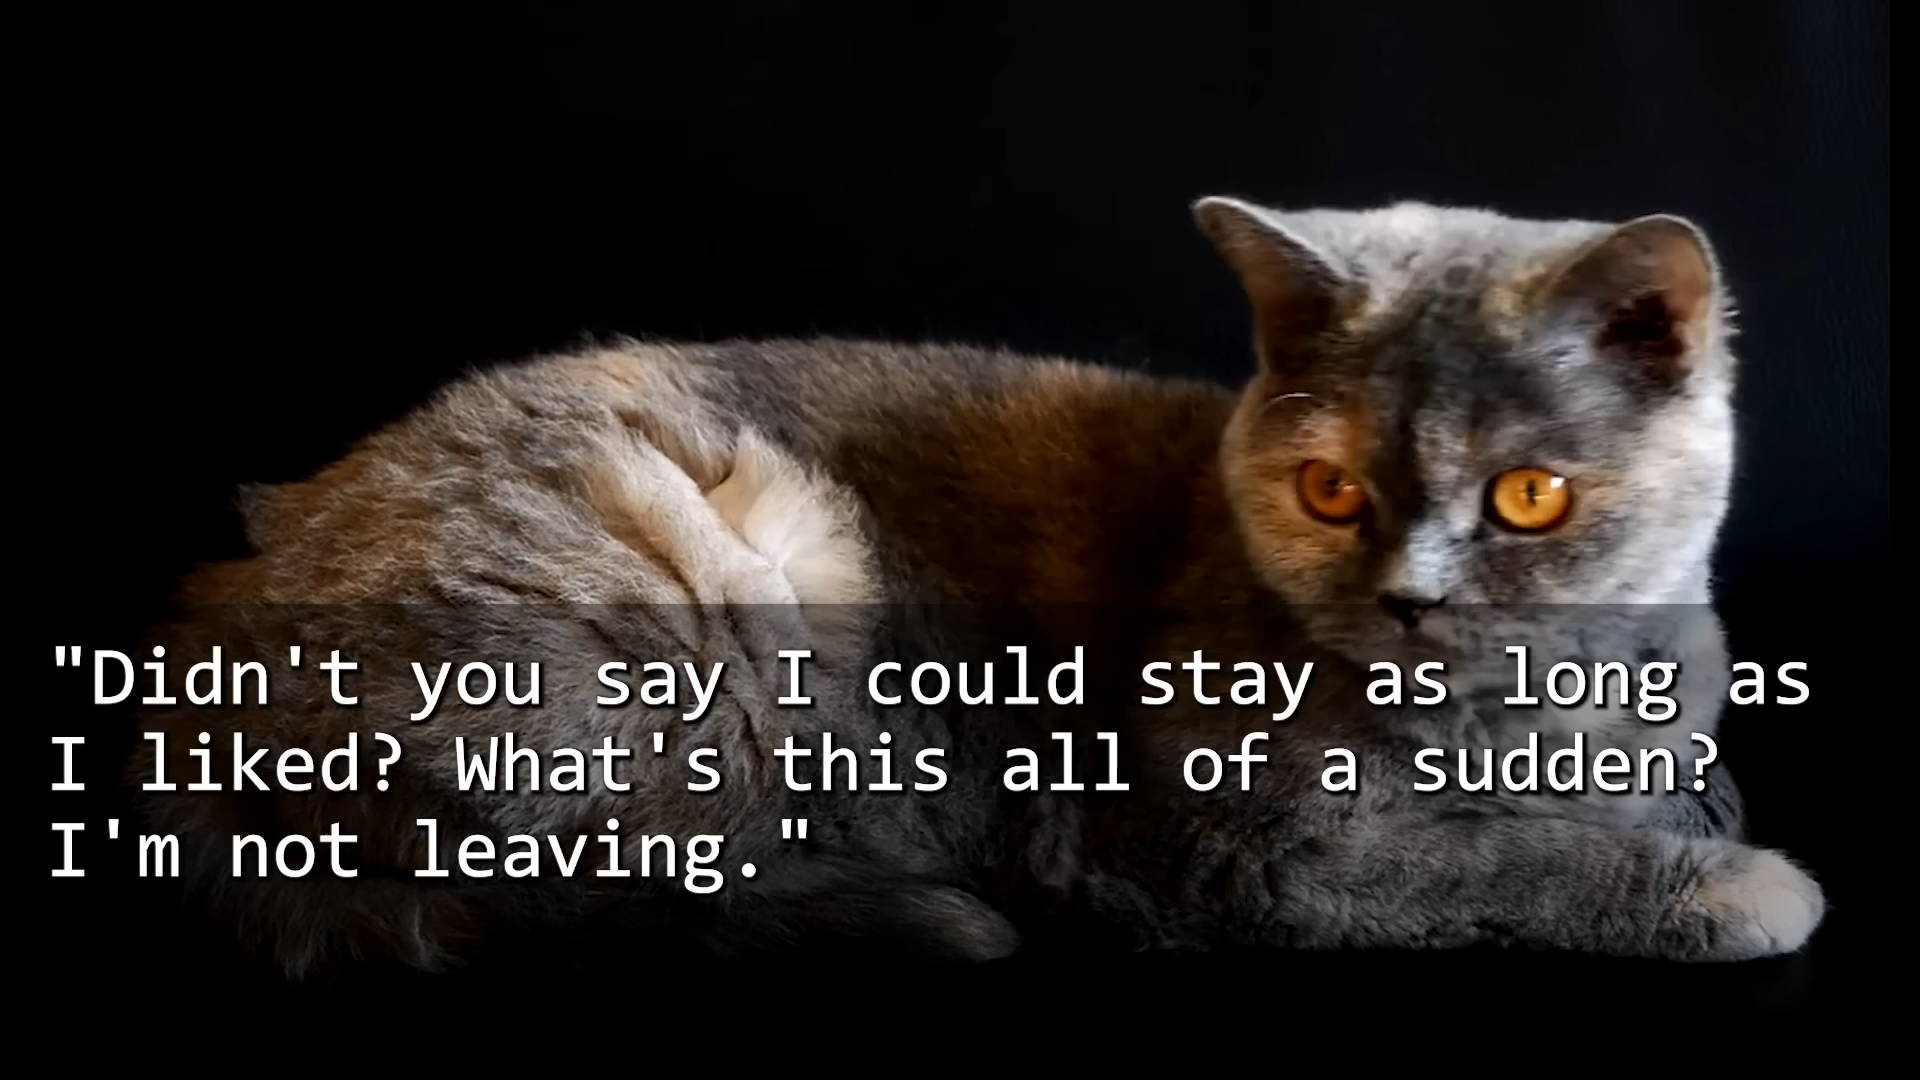 "Didn't you say I could stay as long as
I liked? What's this all of a sudden?
I'm not leaving."